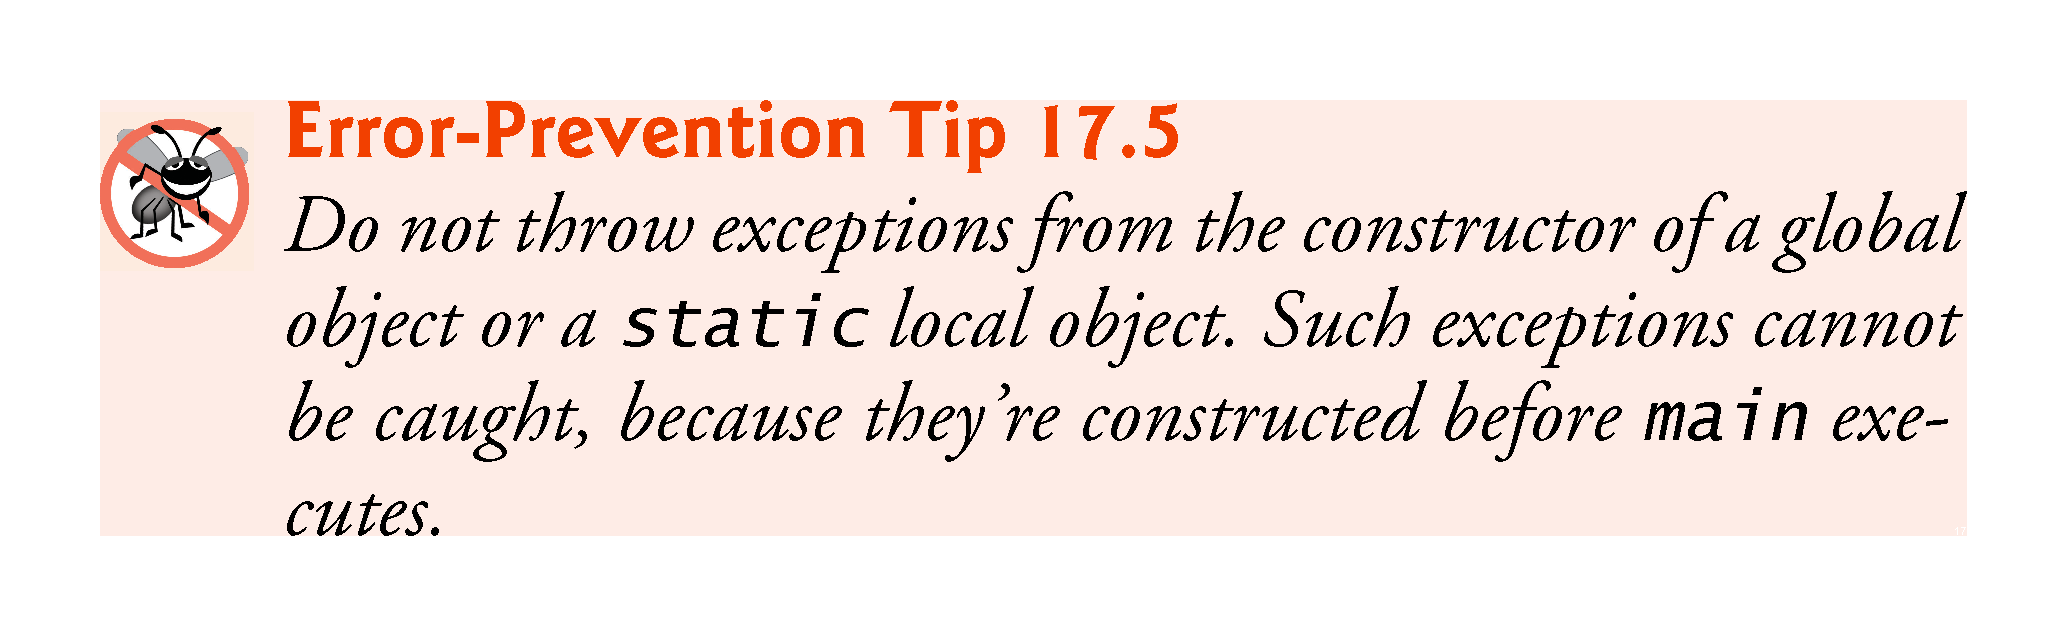 Error-Prevention Tip 17.5
Do not throw exceptions from the constructor of a global
object or a static local object. Such exceptions cannot
be caught, because they’re constructed before main exe-
cutes.
17